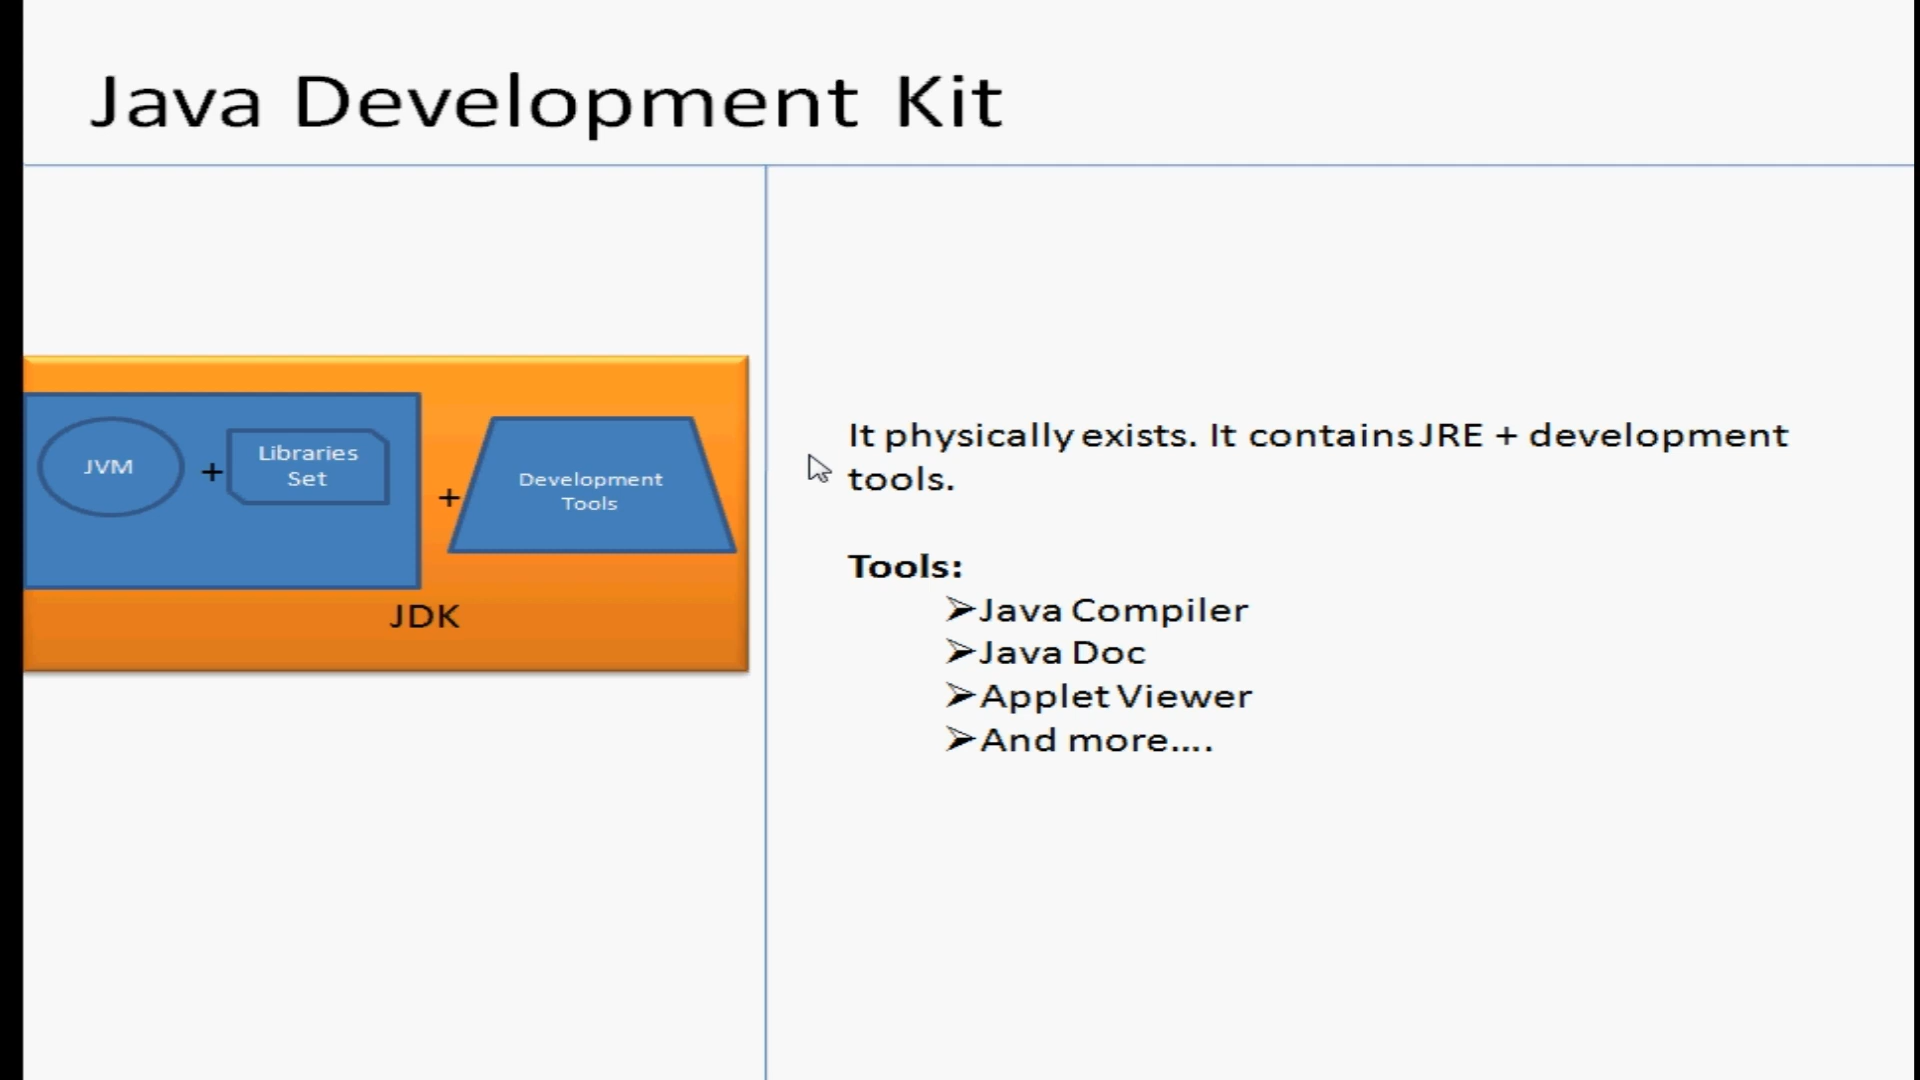 Java Development Kit
JVM
+
Libraries
Set
+
Development
Tools
JDK
It physically exists. It contains JRE + development
tools.
Tools:
➢Java Compiler
➢Java Doc
➢Applet Viewer
➢And more....